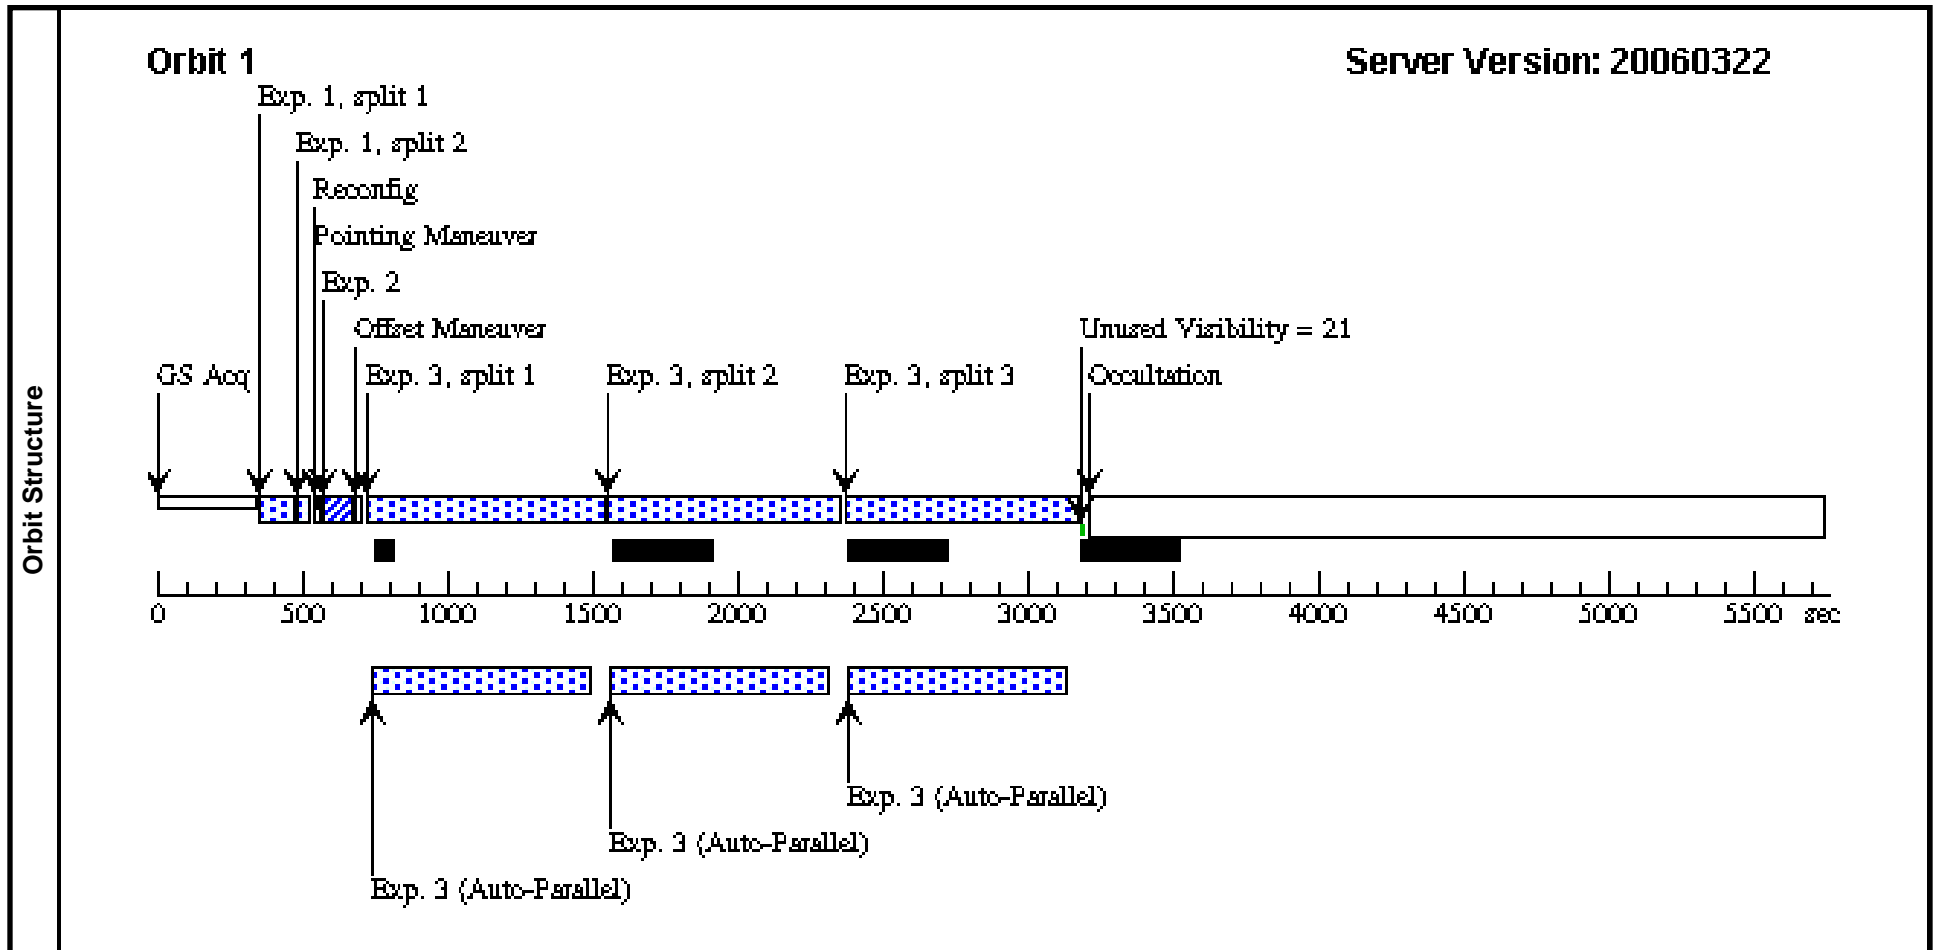 Orbit Structure
Orbit 1
Server Version: 20060322
Exp. 1, split 1
Exp. 1, split 2
Reconfig
Pointing Maneuver
Exp. 2
Offset Maneuver
Unused Visibility = 21
GS Acq
Exp. 3, split 1
Exp. 3, split 2
Exp. 3, split 3
Occultation
0
500
1000
1500
2000
2500
3000
3500
4000
4500
5000
5500
sec
Exp. 3 (Auto-Parallel)
Exp. 3 (Auto-Parallel)
Exp. 3 (Auto-Parallel)